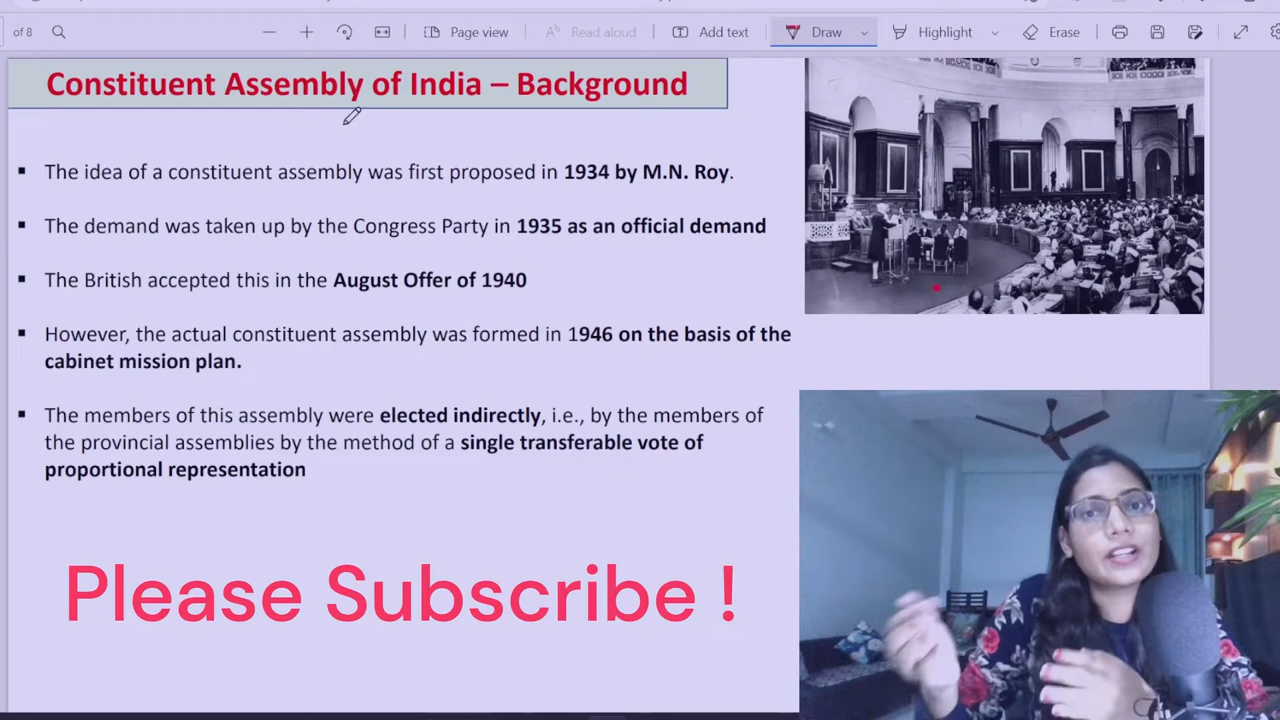 of 8
Page view
Read aloud
Add text
Draw
Highlight
Erase
Constituent Assembly of India – Background
▪ The idea of a constituent assembly was first proposed in 1934 by M.N. Roy.
▪ The demand was taken up by the Congress Party in 1935 as an official demand
▪ The British accepted this in the August Offer of 1940
▪ However, the actual constituent assembly was formed in 1946 on the basis of the
cabinet mission plan.
▪ The members of this assembly were elected indirectly, i.e., by the members of
the provincial assemblies by the method of a single transferable vote of
proportional representation
Please Subscribe !